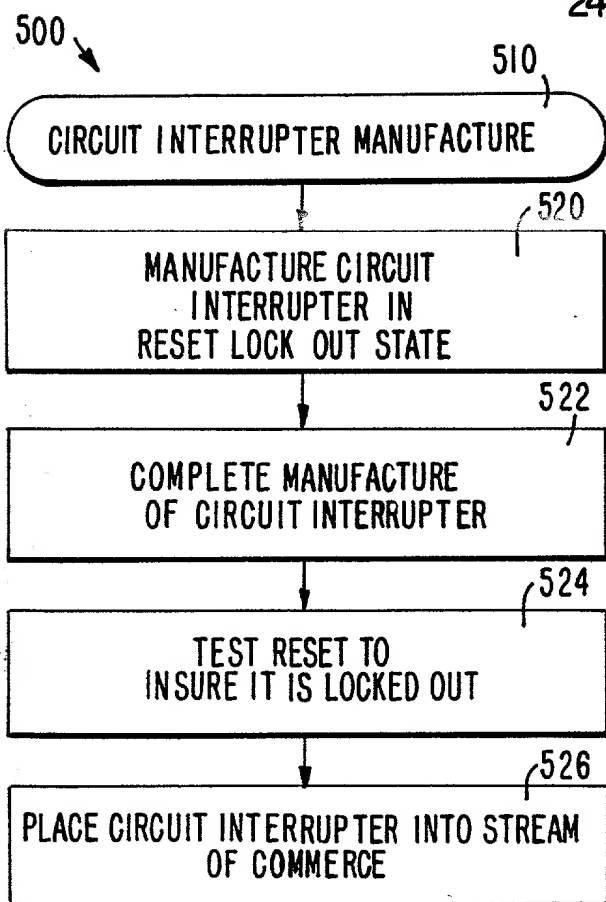 24
500
510
CIRCUIT INTERRUPTER MANUFACTURE
520
MANUFACTURE CIRCUIT
INTERRUPTER IN
RESET LOCK OUT STATE
522
COMPLETE MANUFACTURE
OF CIRCUIT INTERRUPTER
524
TEST RESET TO
INSURE IT IS LOCKED OUT
526
PLACE CIRCUIT INTERRUPTER INTO STREAM
OF COMMERCE